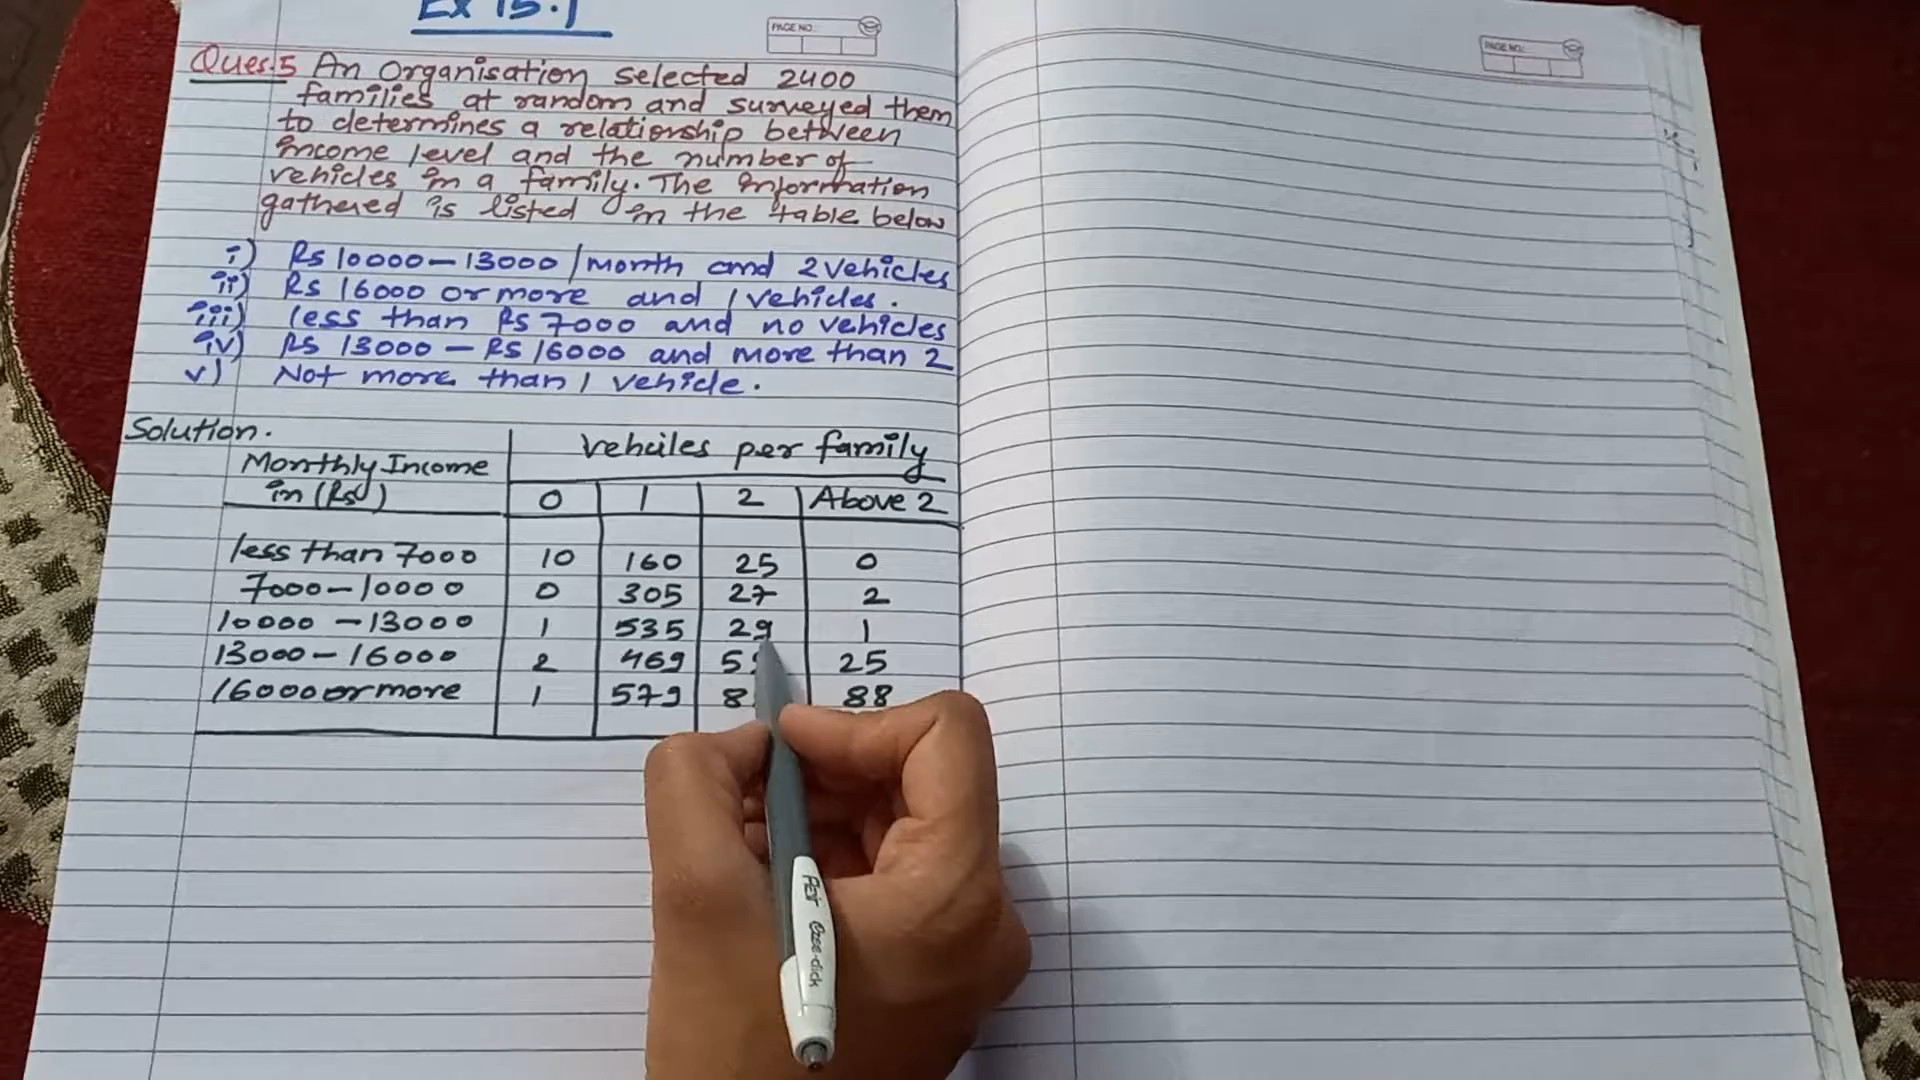 Ex 15.1
PAGE NO.
PAGE NO.
Ques.5 An Organisation selected 2400
families at random and surveyed them
to determines a relationship between
income level and the number of
vehicles in a family. The information
gathered is listed in the table below
i) Rs 10000-13000/month and 2 vehicles
ii) Rs 16000 or more and 1 vehicles.
iii) less than Rs 7000 and no vehicles
iv) Rs 13000 - Rs 16000 and more than 2
v) Not more than 1 vehicle.
Solution.
Monthly Income in (Rs)
vehciles per family
0 1 2 Above 2
less than 7000 10 160 25 0
7000-10000 0 305 27 2
10000-13000 1 535 29 1
13000-16000 2 469 25
16000 or more 1 579 88